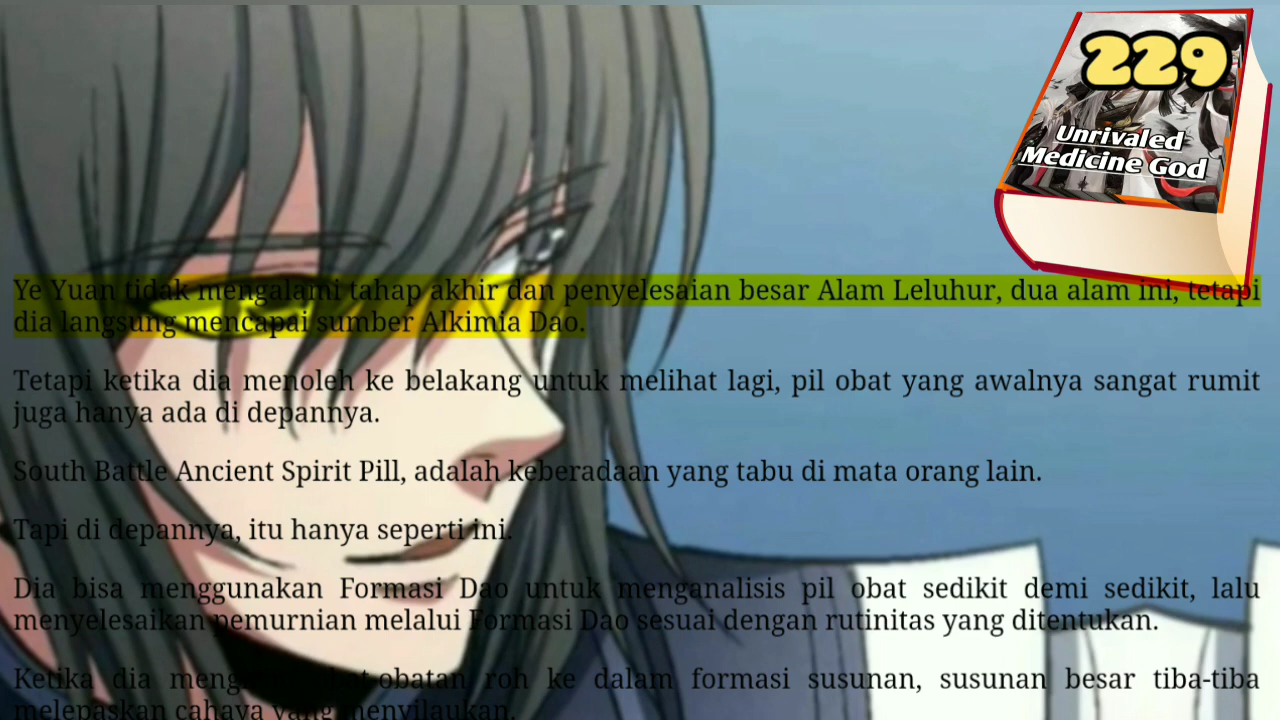 229
Unrivaled
Medicine God
Ye Yuan tidak mengalami tahap akhir dan penyelesaian besar Alam Leluhur, dua alam ini, tetapi
dia langsung mencapai sumber Alkimia Dao.
Tetapi ketika dia menoleh ke belakang untuk melihat lagi, pil obat yang awalnya sangat rumit
juga hanya ada di depannya.
South Battle Ancient Spirit Pill, adalah keberadaan yang tabu di mata orang lain.
Tapi di depannya, itu hanya seperti ini.
Dia bisa menggunakan Formasi Dao untuk menganalisis pil obat sedikit demi sedikit, lalu
menyelesaikan pemurnian melalui Formasi Dao sesuai dengan rutinitas yang ditentukan.
Ketika dia roh ke dalam formasi susunan, susunan besar tiba-tiba
melepaskan cahaya yang menyilaukan.